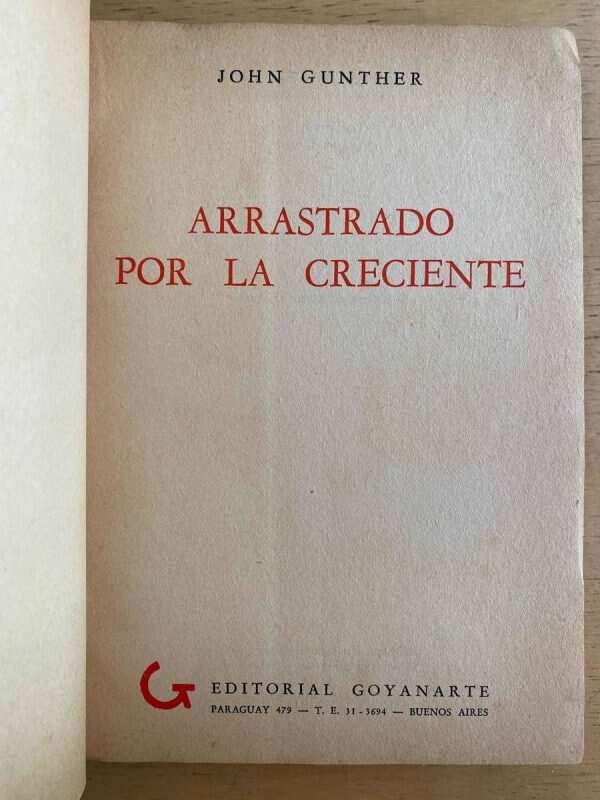 JOHN GUNTHER
ARRASTRADO
POR LA CRECIENTE
EDITORIAL GOYANARTE
PARAGUAY 479 — T. E. 31-3694 — BUENOS AIRES